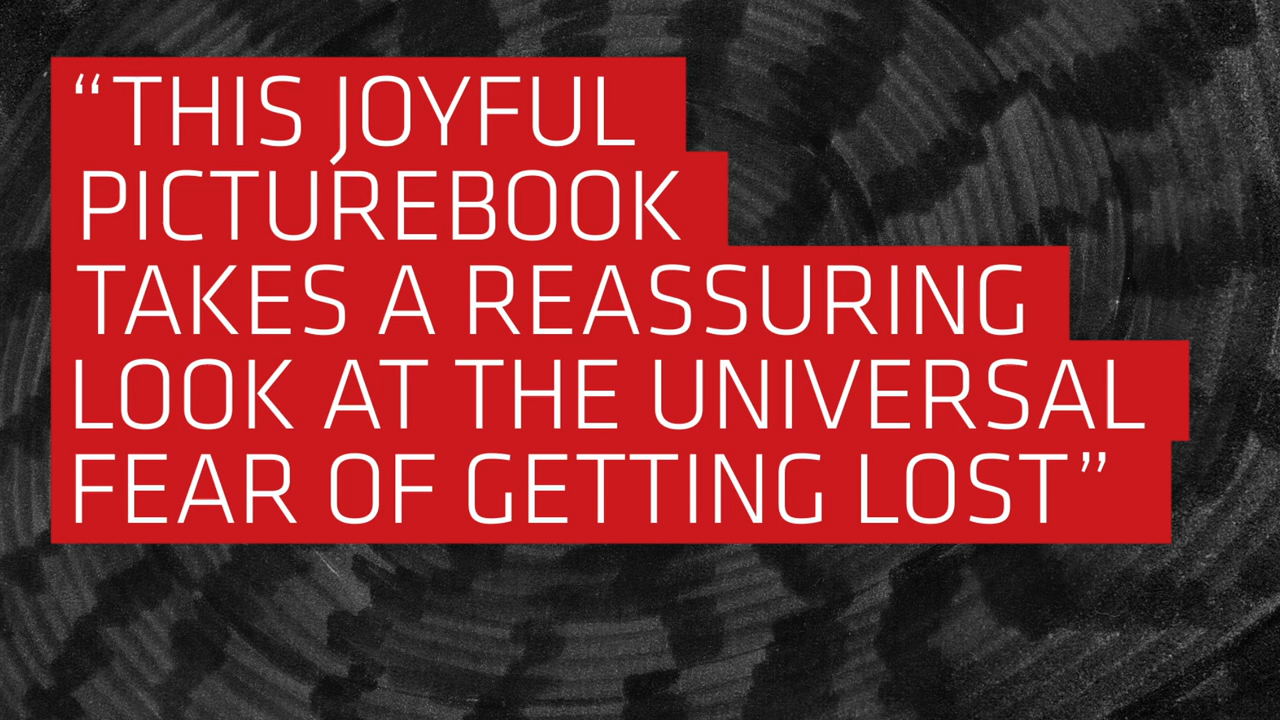 “THIS JOYFUL
PICTUREBOOK
TAKES A REASSURING
LOOK AT THE UNIVERSAL
FEAR OF GETTING LOST”